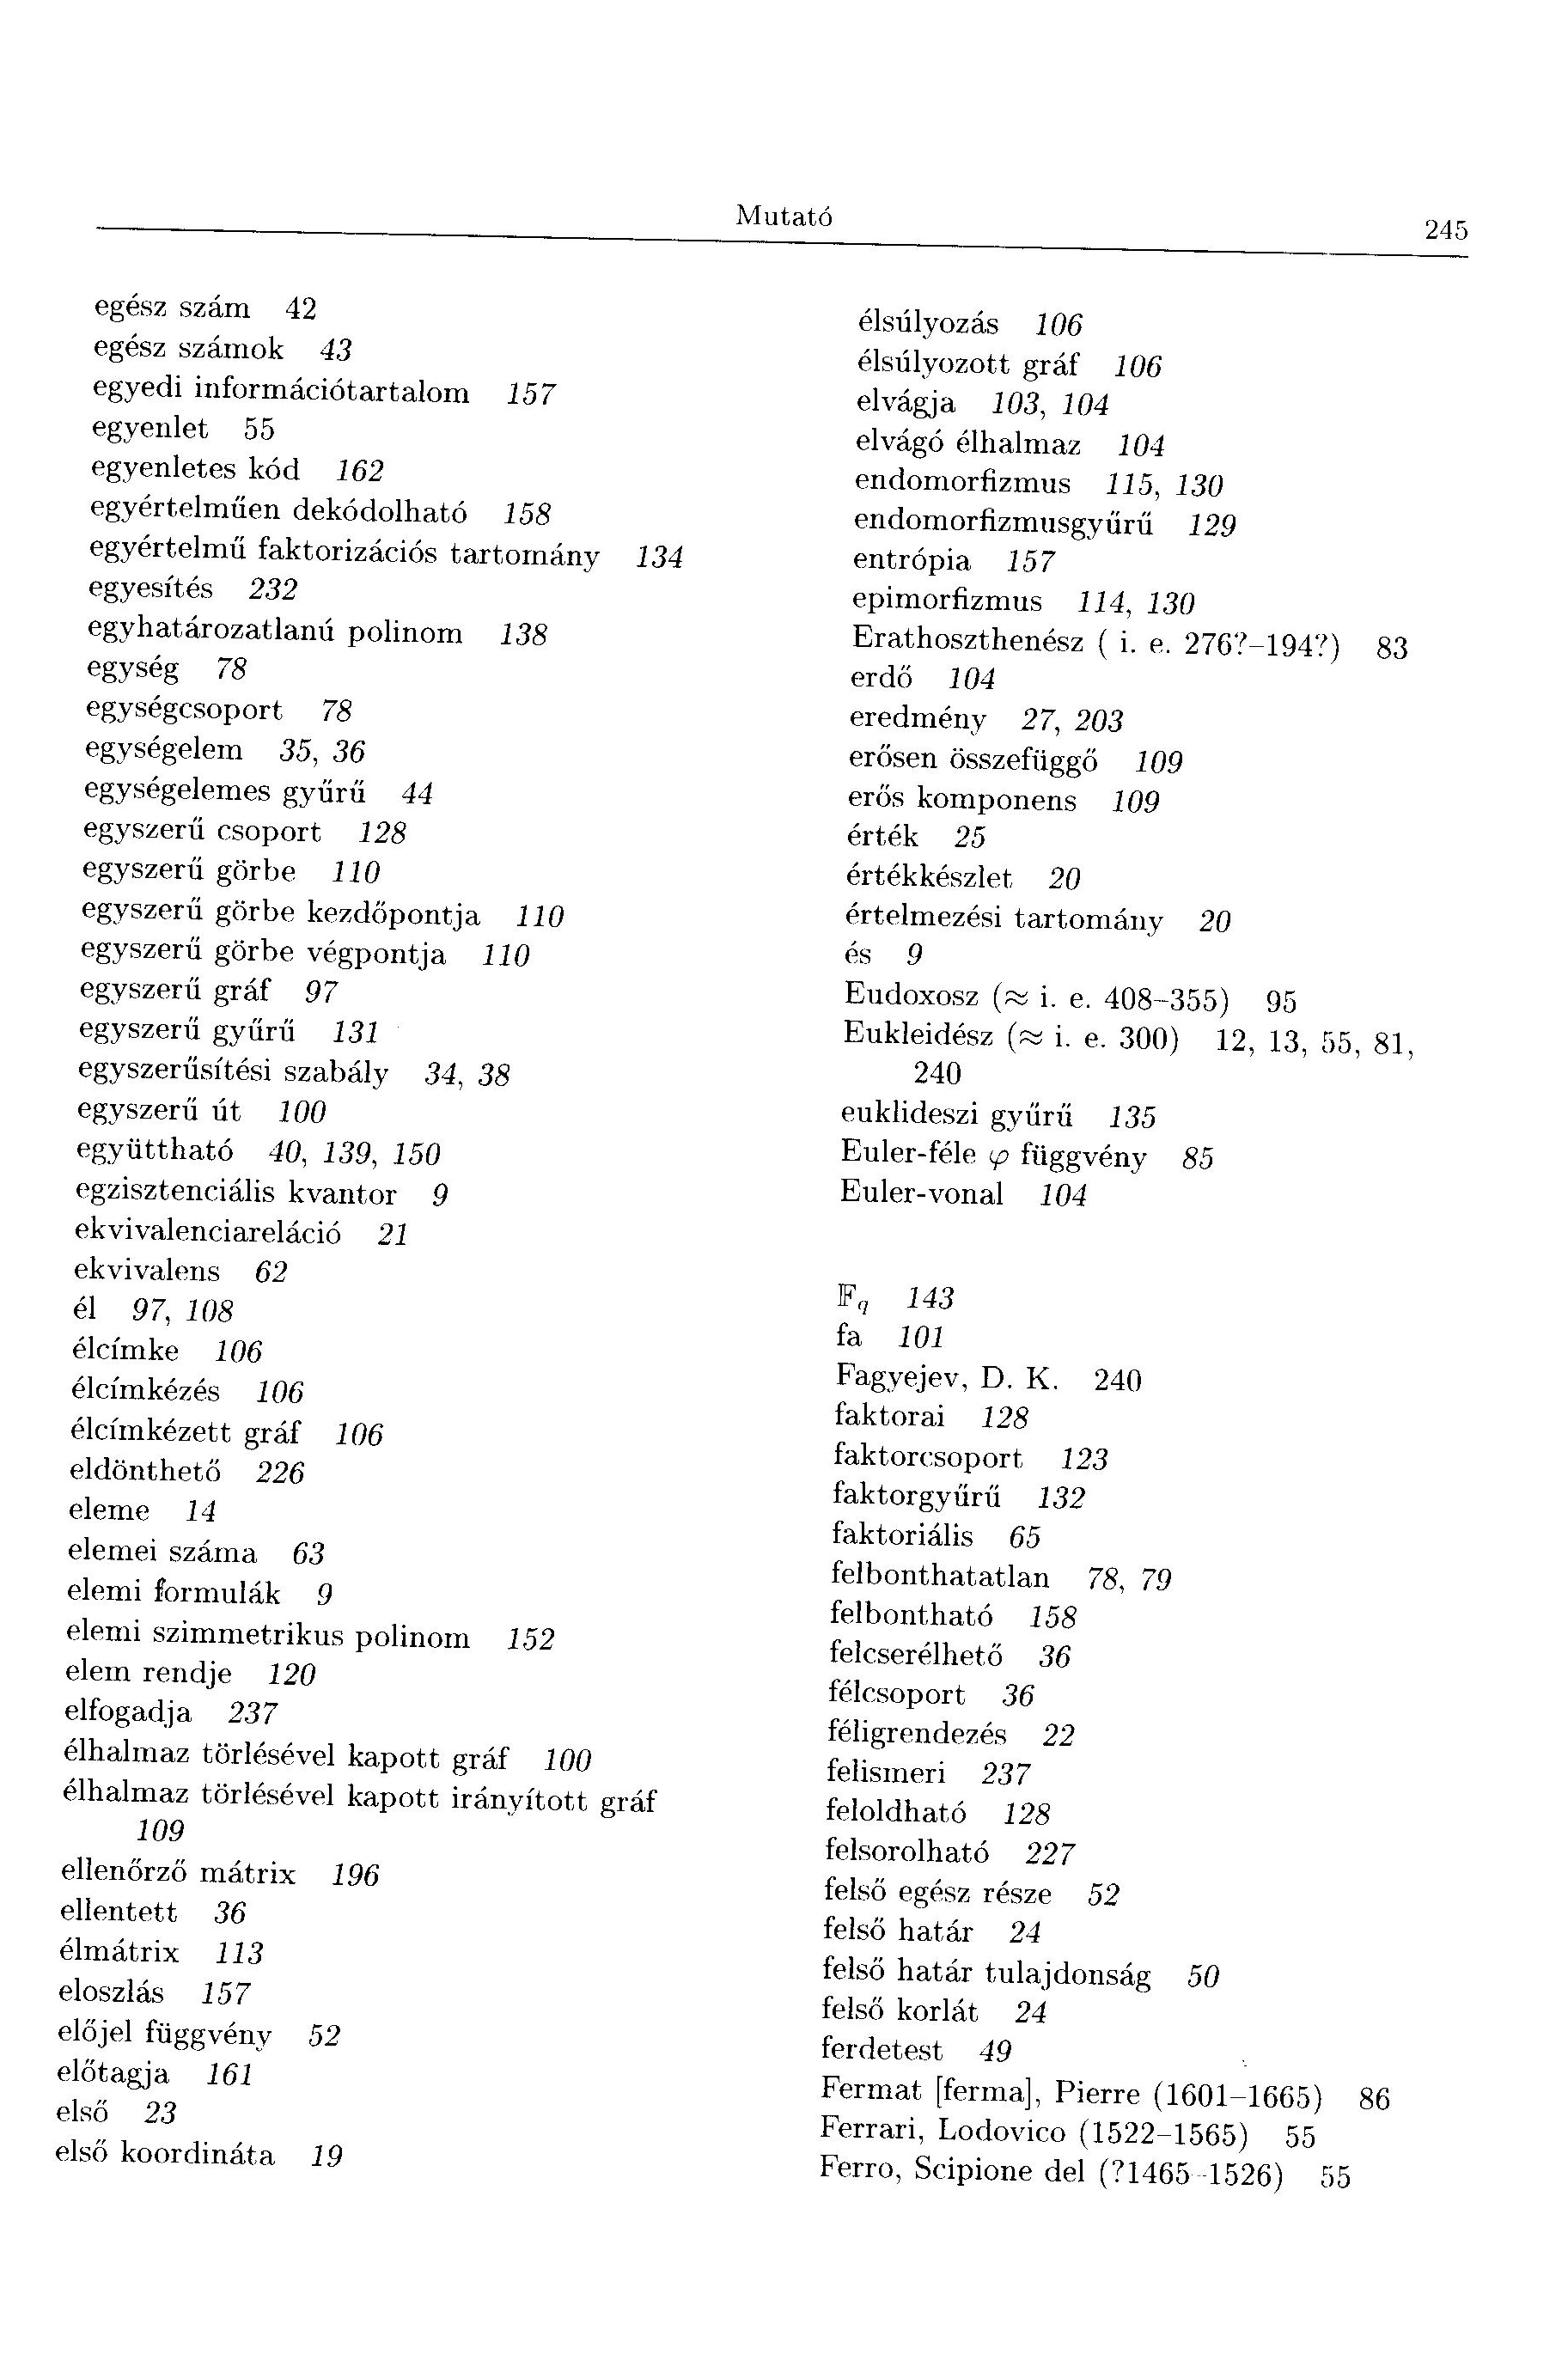 Mutató
245
egész szám 42
egész számok 43
egyedi információtartalom 157
egyenlet 55
egyenletes kód 162
egyértelműen dekódolható 158
egyértelmű faktorizációs tartomány 134
egyesítés 232
egyhatározatlanú polinom 138
egység 78
egységcsoport 78
egységelem 35, 36
egységelemes gyűrű 44
egyszerű csoport 128
egyszerű görbe 110
egyszerű görbe kezdőpontja 110
egyszerű görbe végpontja 110
egyszerű gráf 97
egyszerű gyűrű 131
egyszerűsítési szabály 34, 38
egyszerű út 100
együttható 40, 139, 150
egzisztenciális kvantor 9
ekvivalenciareláció 21
ekvivalens 62
él 97, 108
élcímke 106
élcímkézés 106
élcímkézett gráf 106
eldönthető 226
eleme 14
elemei száma 63
elemi formulák 9
elemi szimmetrikus polinom 152
elem rendje 120
elfogadja 237
élhalmaz törlésével kapott gráf 100
élhalmaz törlésével kapott irányított gráf
109
ellenőrző mátrix 196
ellentett 36
élmátrix 113
eloszlás 157
előjel függvény 52
előtagja 161
első 23
első koordináta 19
élsúlyozás 106
élsúlyozott gráf 106
elvágja 103, 104
elvágó élhalmaz 104
endomorfizmus 115, 130
endomorfizmusgyűrű 129
entrópia 157
epimorfizmus 114, 130
Erathoszthenész ( i. e. 276?–194?) 83
erdő 104
eredmény 27, 203
erősen összefüggő 109
erős komponens 109
érték 25
értékkészlet 20
értelmezési tartomány 20
és 9
Eudoxosz (≈ i. e. 408–355) 95
Eukleidész (≈ i. e. 300) 12, 13, 55, 81,
240
euklideszi gyűrű 135
Euler-féle φ függvény 85
Euler-vonal 104
𝔽q 143
fa 101
Fagyejev, D. K. 240
faktorai 128
faktorcsoport 123
faktorgyűrű 132
faktoriális 65
felbonthatatlan 78, 79
felbontható 158
felcserélhető 36
félcsoport 36
féligrendezés 22
felismeri 237
feloldható 128
felsorolható 227
felső egész része 52
felső határ 24
felső határ tulajdonság 50
felső korlát 24
ferdetest 49
Fermat [ferma], Pierre (1601–1665) 86
Ferrari, Lodovico (1522–1565) 55
Ferro, Scipione del (?1465–1526) 55